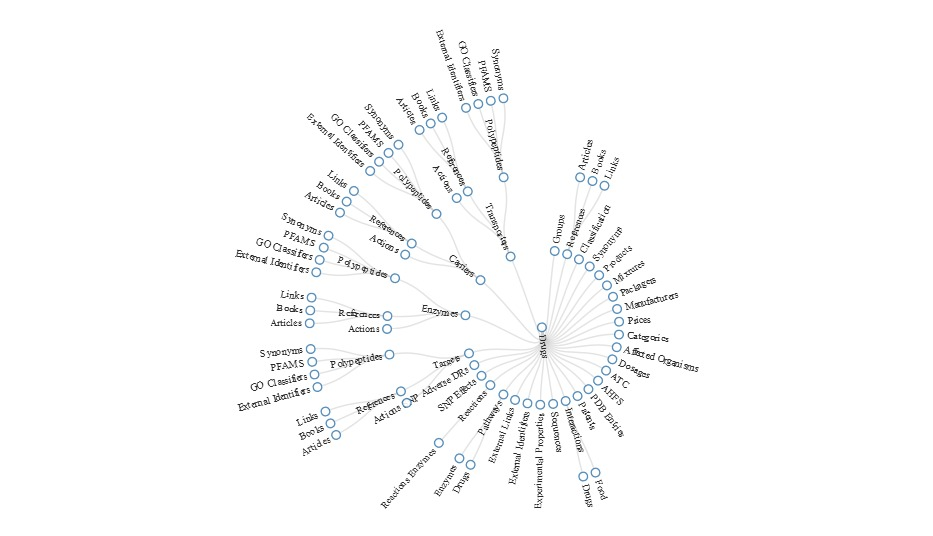 Drugs
Groups
References
Articles
Books
Links
Classification
Synonyms
Products
Mixtures
Packagers
Manufacturers
Prices
Categories
Affected Organisms
Dosages
ATC
AHFS
PDB Entries
Patents
Interactions
Food
Drugs
Sequences
Experimental Properties
External Identifiers
External Links
Pathways
Drugs
Enzymes
Reactions
Reactions Enzymes
SNP Effects
SNP Adverse DRs
Targets
Actions
References
Articles
Books
Links
Polypeptides
External Identifiers
GO Classifiers
PFAMS
Synonyms
Enzymes
Actions
References
Articles
Books
Links
Polypeptides
External Identifiers
GO Classifers
PFAMS
Synonyms
Carriers
Actions
References
Articles
Books
Links
Polypeptides
External Identifiers
GO Classifers
PFAMS
Synonyms
Transporters
Actions
References
Articles
Books
Links
Polypeptides
External Identifiers
GO Classifiers
PFAMS
Synonyms